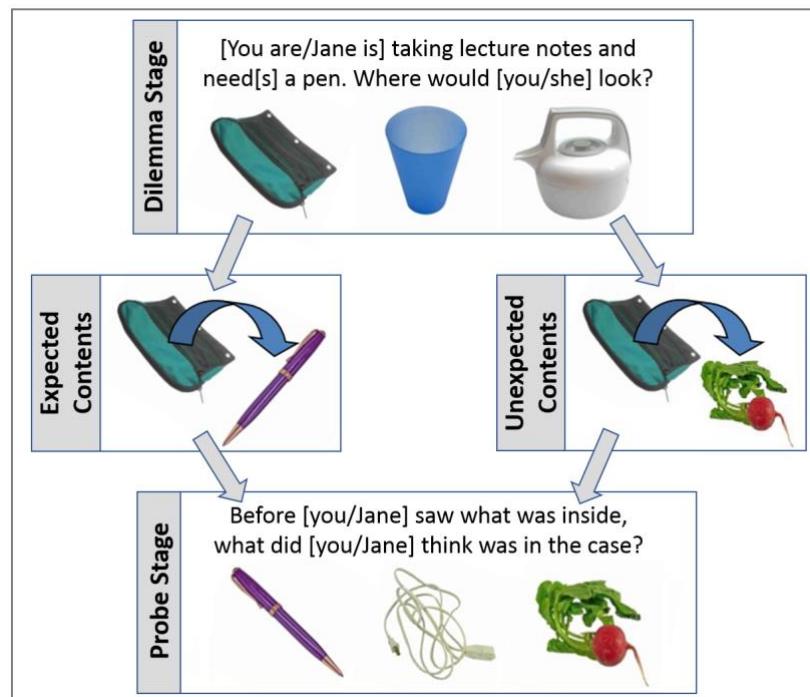 Dilemma Stage
[You are/Jane is] taking lecture notes and
need[s] a pen. Where would [you/she] look?
Expected
Contents
Unexpected
Contents
Probe Stage
Before [you/Jane] saw what was inside,
what did [you/Jane] think was in the case?